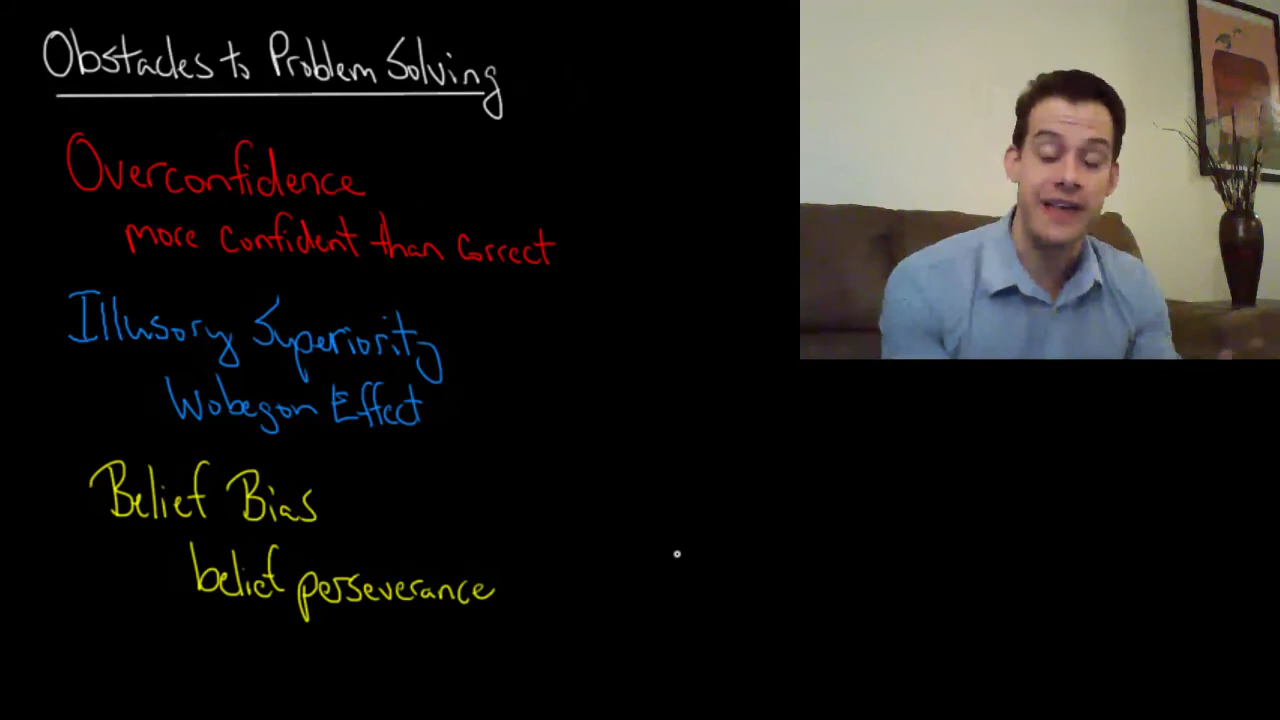 Obstacles to Problem Solving
Overconfidence
more confident than correct
Illusory Superiority
Wobegon Effect
Belief Bias
belief perseverance